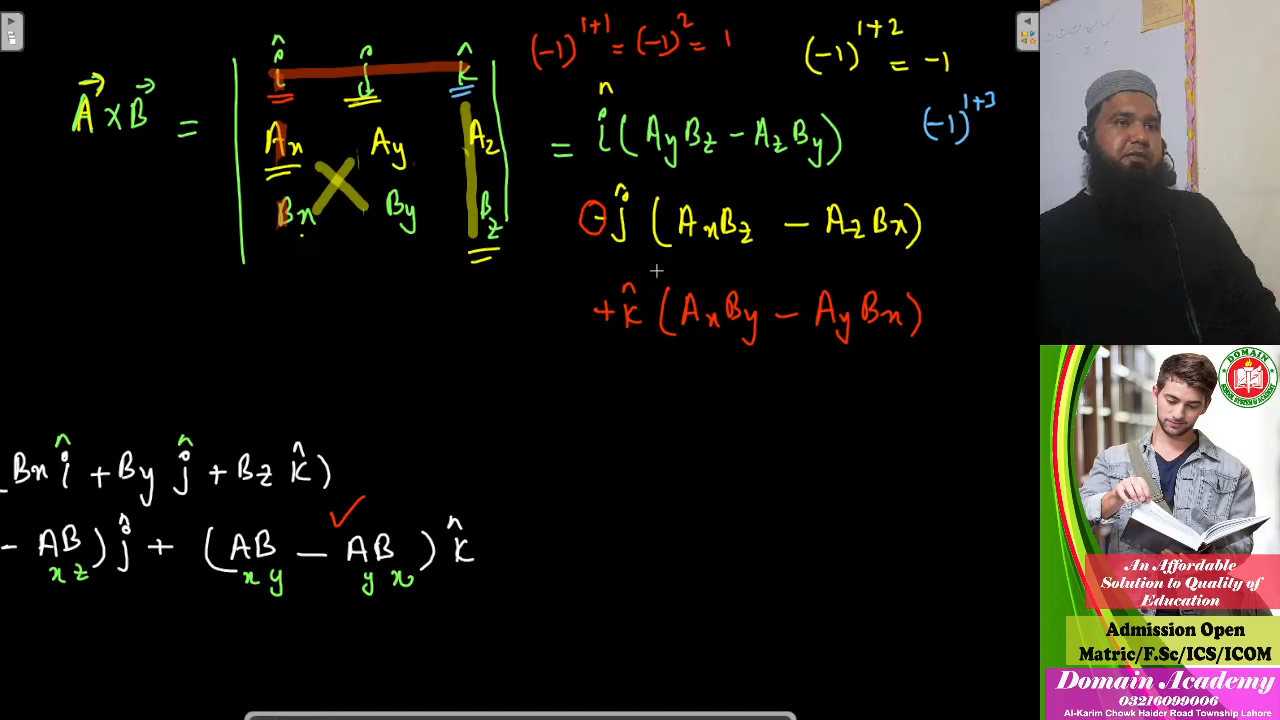 A⃗ × B⃗ = | î ĵ k̂ |
| Ax Ay Az |
| Bx By Bz |
(-1)^{1+1} = (-1)^2 = 1
(-1)^{1+2} = -1
(-1)^{1+3}
= î ( AyBz - AzBy)
- ĵ ( AxBz - AzBx)
+ k̂ (AxBy - AyBx)
Bx î + By ĵ + Bz k̂ )
- AB xz ) ĵ + ( AB xy - AB yx ) k̂
DOMAIN
An Affordable
Solution to Quality of
Education
Admission Open
Matric/F.Sc/ICS/ICOM
Domain Academy
03216099006
Al-Karim Chowk Haider Road Township Lahore